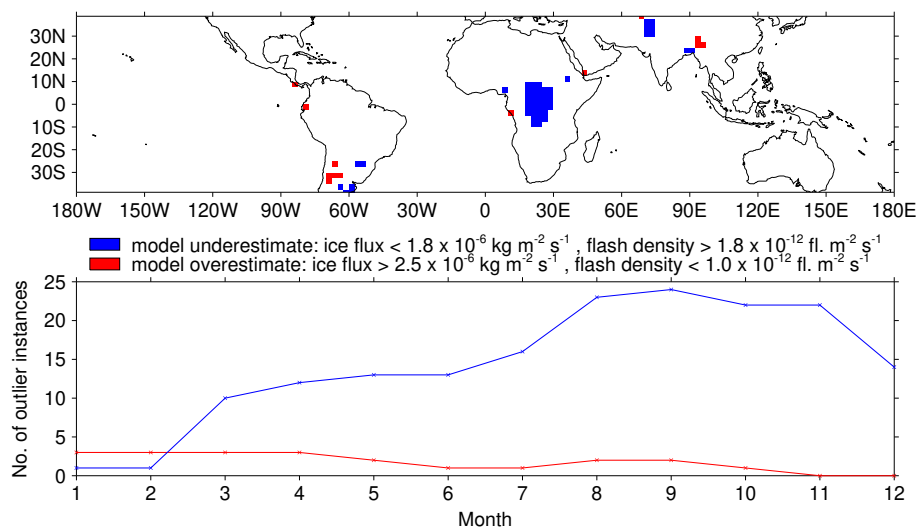 30N
20N
10N
0
10S
20S
30S
180W 150W 120W 90W 60W 30W 0 30E 60E 90E 120E 150E 180E
model underestimate: ice flux < 1.8 x 10⁻⁶ kg m⁻² s⁻¹ , flash density > 1.8 x 10⁻¹² fl. m⁻² s⁻¹
model overestimate: ice flux > 2.5 x 10⁻⁶ kg m⁻² s⁻¹ , flash density < 1.0 x 10⁻¹² fl. m⁻² s⁻¹
No. of outlier instances
25
20
15
10
5
0
1 2 3 4 5 6 7 8 9 10 11 12
Month